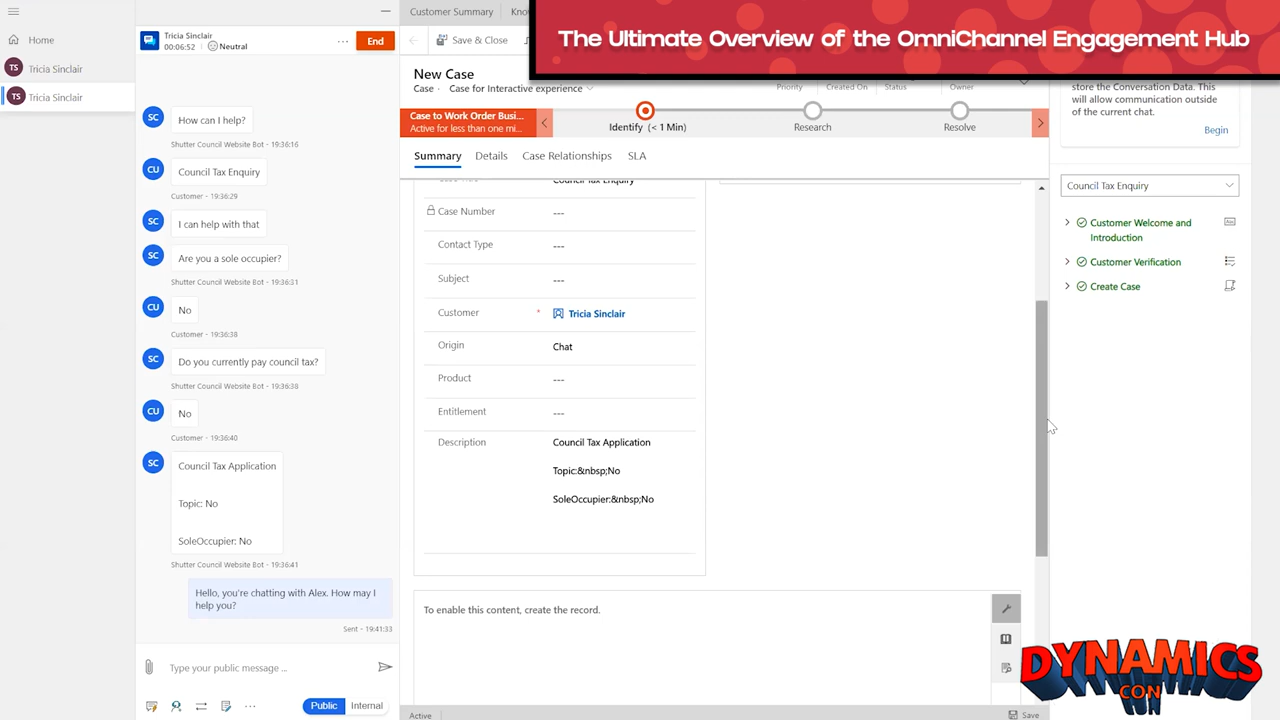 The Ultimate Overview of the OmniChannel Engagement Hub
Home
TS
Tricia Sinclair
TS
Tricia Sinclair
Tricia Sinclair
00:06:52
Neutral
...
End
SC
How can I help?
Shutter Council Website Bot - 19:36:16
CU
Council Tax Enquiry
Customer - 19:36:29
SC
I can help with that
SC
Are you a sole occupier?
Shutter Council Website Bot - 19:36:31
CU
No
Customer - 19:36:38
SC
Do you currently pay council tax?
Shutter Council Website Bot - 19:36:38
CU
No
Customer - 19:36:40
SC
Council Tax Application
Topic: No
SoleOccupier: No
Shutter Council Website Bot - 19:36:41
Hello, you're chatting with Alex. How may I
help you?
Sent - 19:41:33
Type your public message ...
...
Public
Internal
Customer Summary
Save & Close
New Case
Case · Case for Interactive experience
Priority
Created On
Status
Owner
Case to Work Order Busi...
Active for less than one mi...
Identify (< 1 Min)
Research
Resolve
Summary
Details
Case Relationships
SLA
Council Tax Enquiry
Case Number
---
Contact Type
---
Subject
---
Customer
*
Tricia Sinclair
Origin
Chat
Product
---
Entitlement
---
Description
Council Tax Application
Topic:&nbsp;No
SoleOccupier:&nbsp;No
To enable this content, create the record.
Active
Save
store the Conversation Data. This
will allow communication outside
of the current chat.
Begin
Council Tax Enquiry
Customer Welcome and
Introduction
Customer Verification
Create Case
DYNAMICS
CON